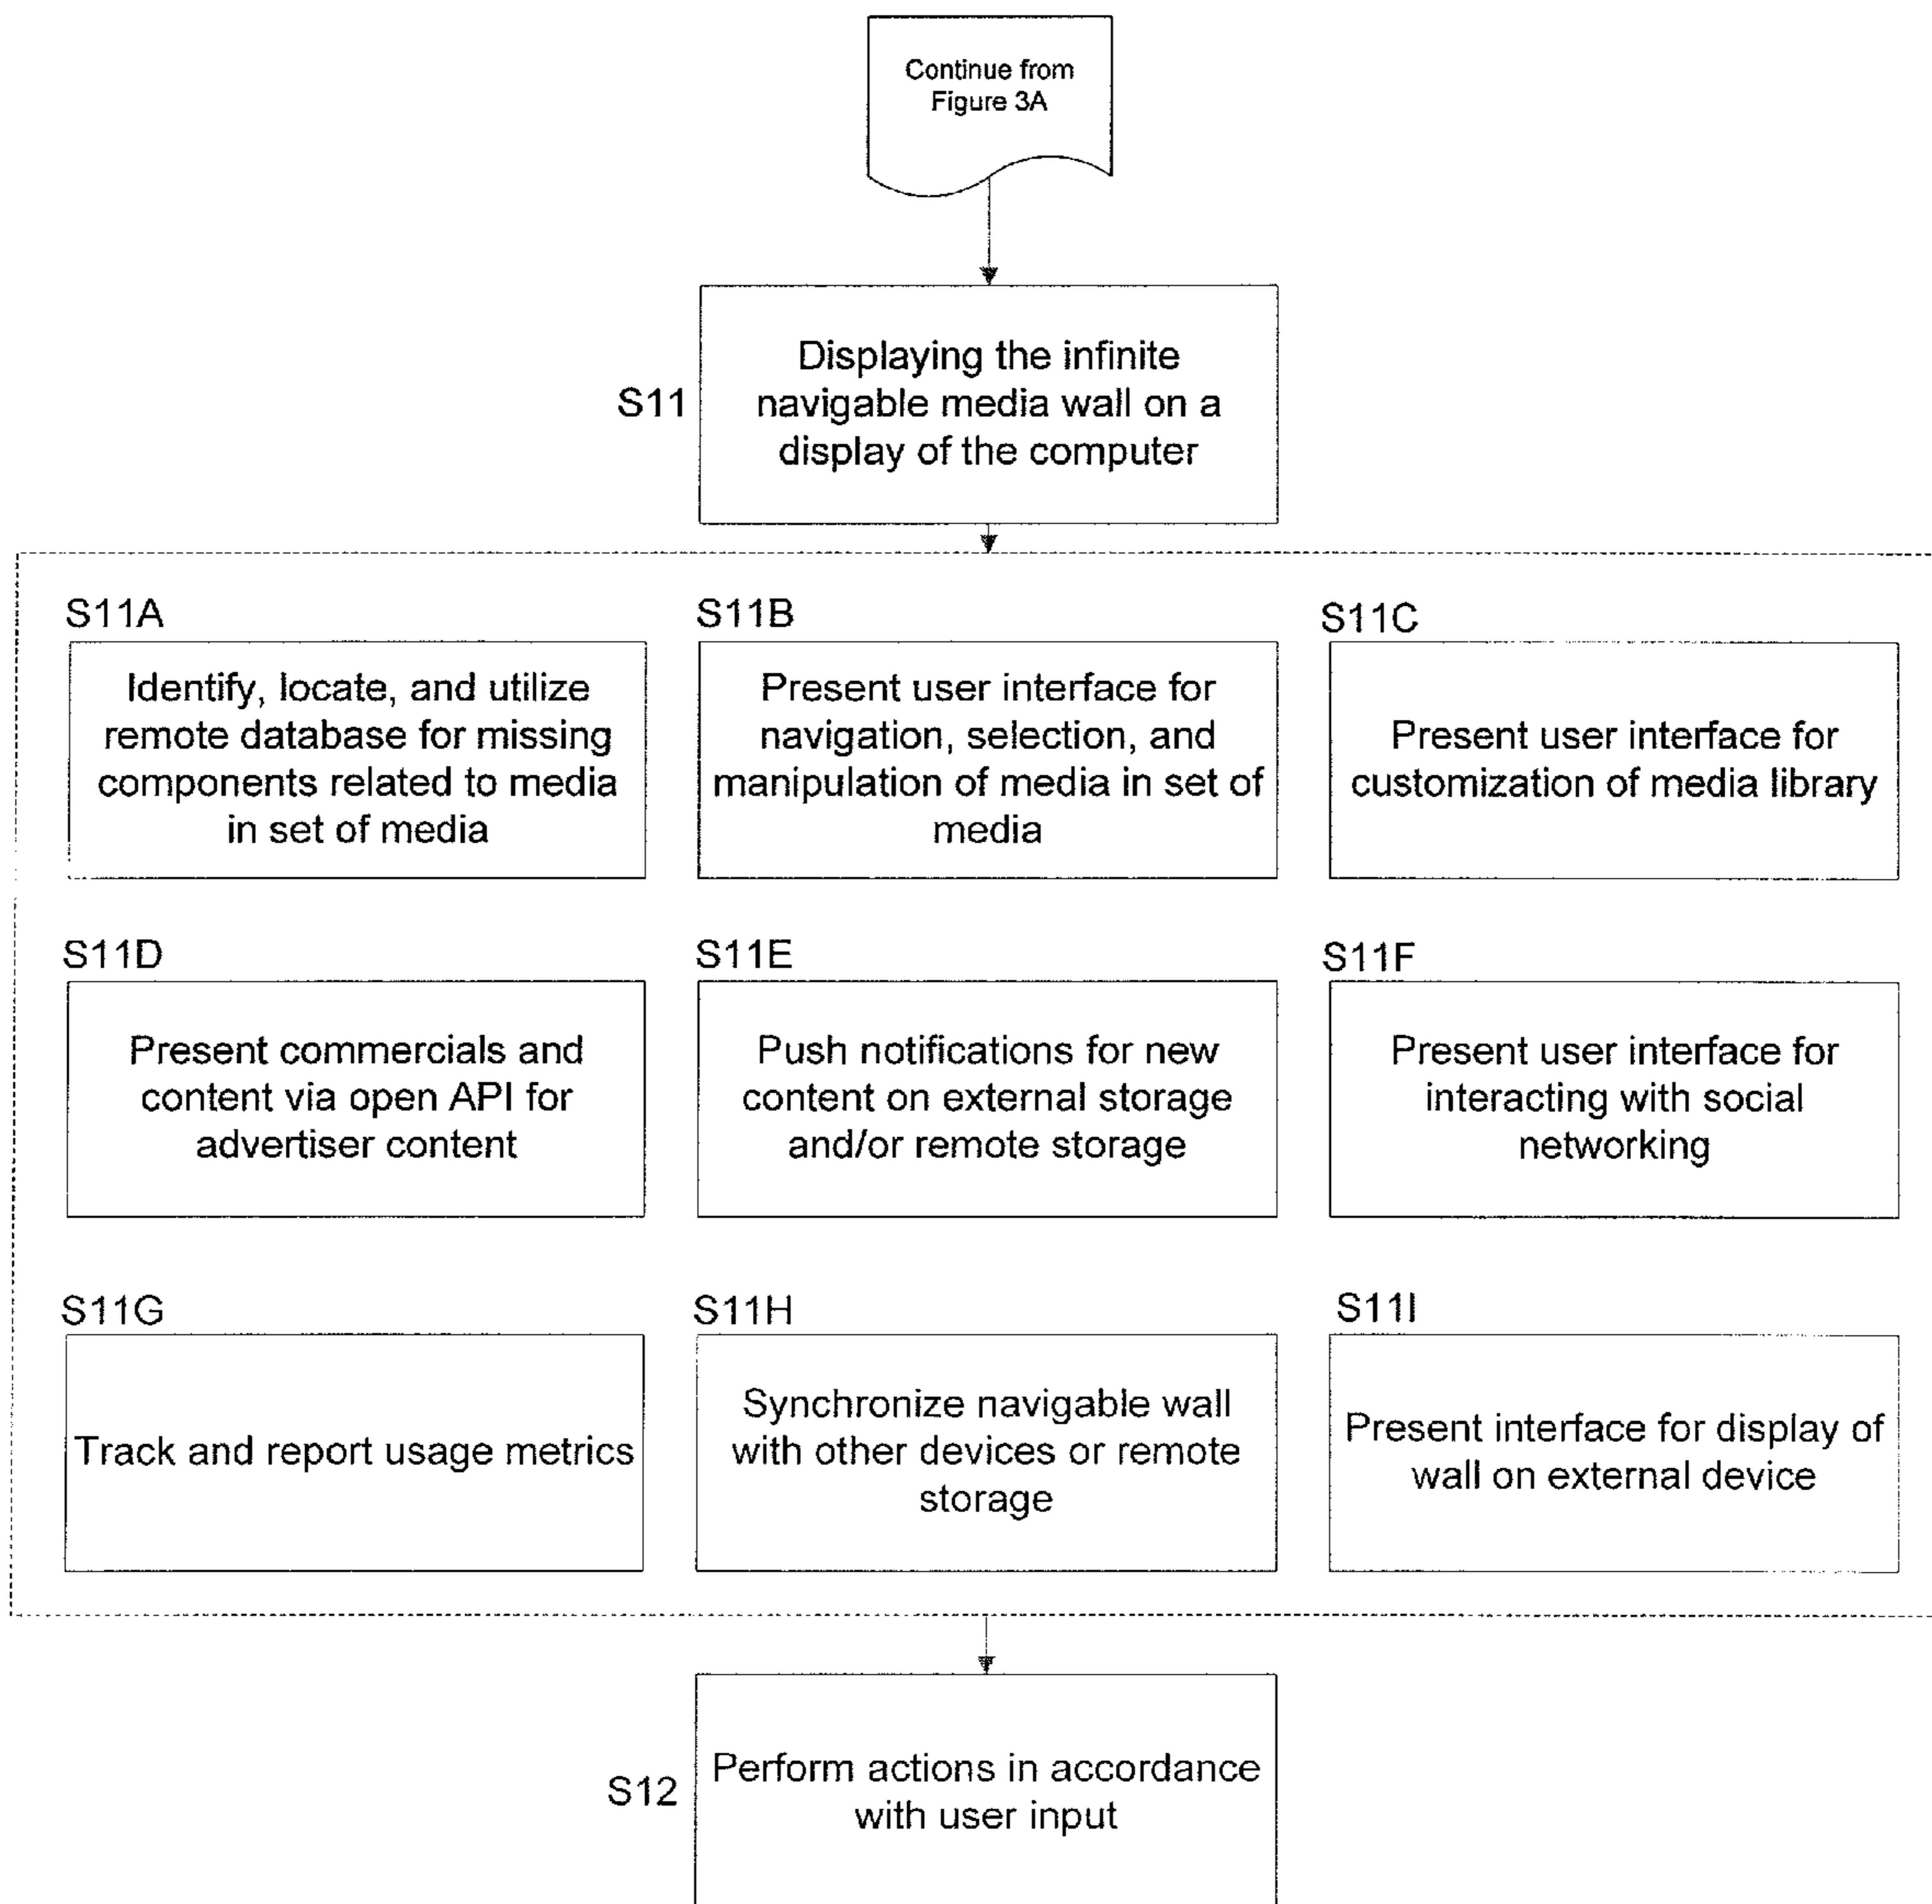 Continue from
Figure 3A
S11
Displaying the infinite
navigable media wall on a
display of the computer
S11A
Identify, locate, and utilize
remote database for missing
components related to media
in set of media
S11B
Present user interface for
navigation, selection, and
manipulation of media in set of
media
S11C
Present user interface for
customization of media library
S11D
Present commercials and
content via open API for
advertiser content
S11E
Push notifications for new
content on external storage
and/or remote storage
S11F
Present user interface for
interacting with social
networking
S11G
Track and report usage metrics
S11H
Synchronize navigable wall
with other devices or remote
storage
S11I
Present interface for display of
wall on external device
S12
Perform actions in accordance
with user input